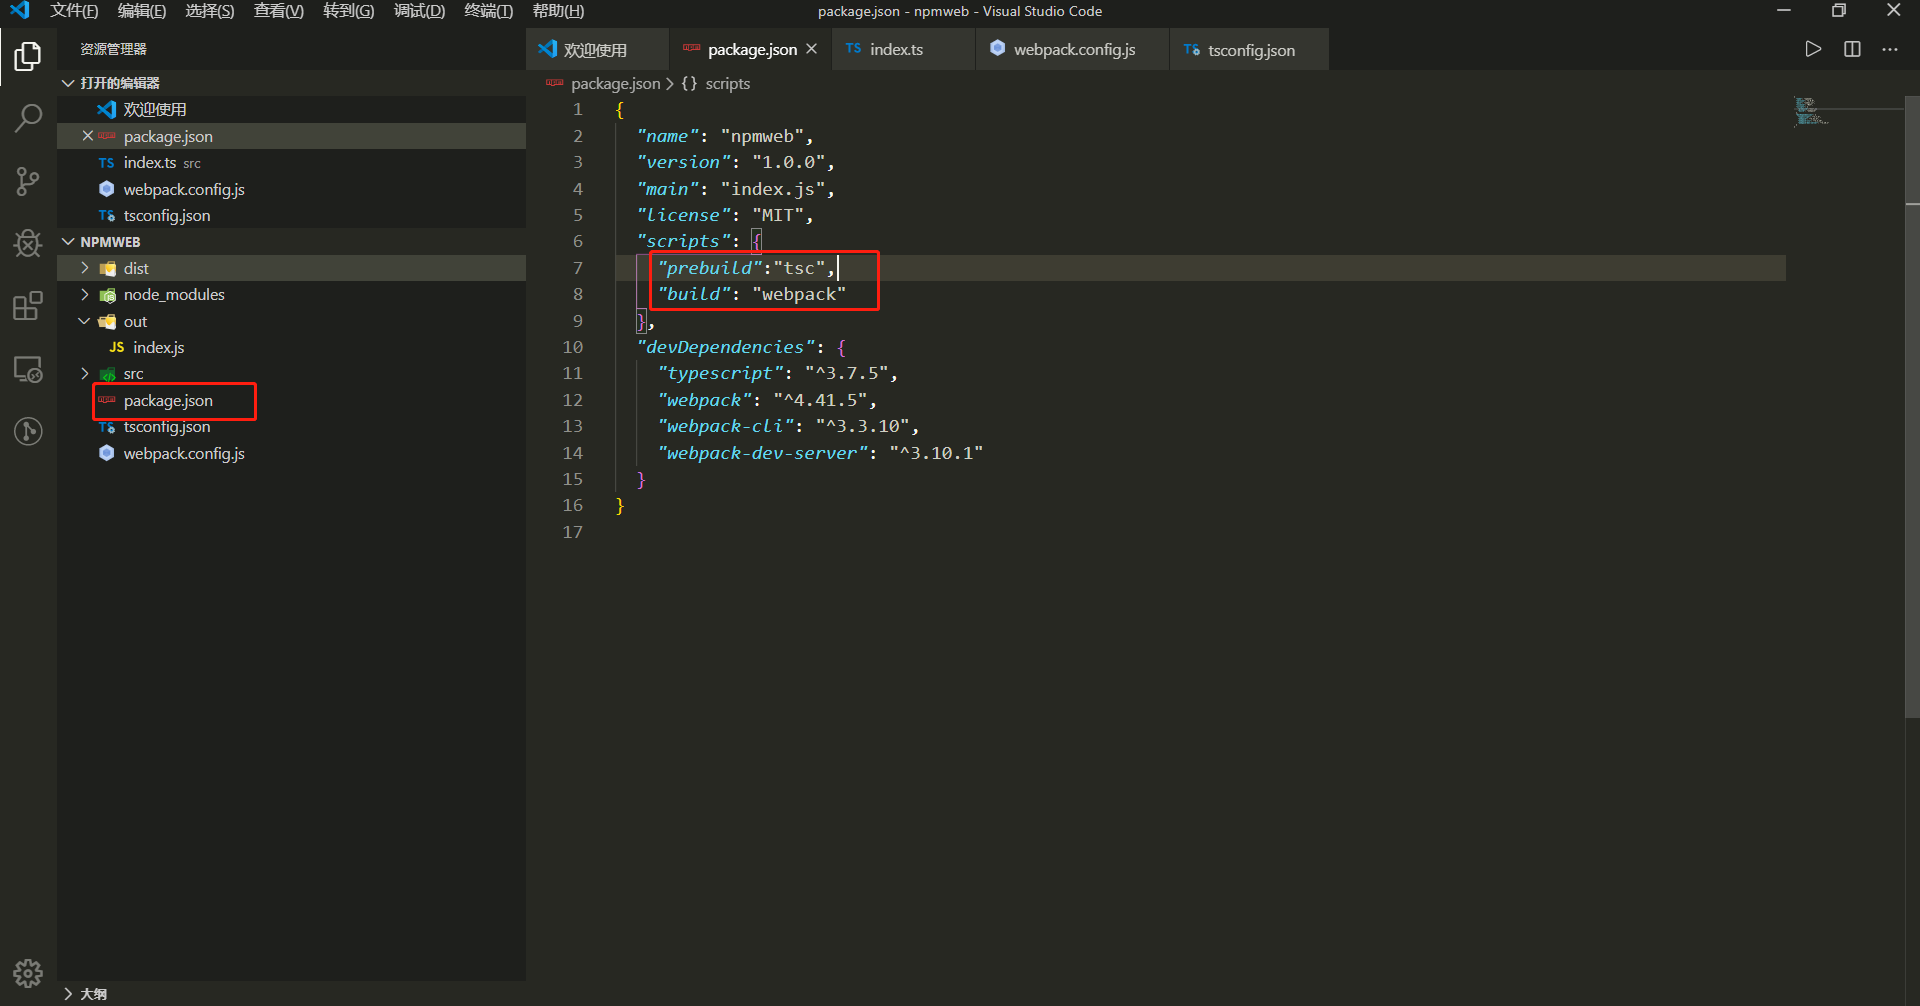 文件(F) 编辑(E) 选择(S) 查看(V) 转到(G) 调试(D) 终端(T) 帮助(H)
package.json - npmweb - Visual Studio Code
资源管理器
打开的编辑器
欢迎使用
package.json
TS index.ts src
webpack.config.js
TS tsconfig.json
NPMWEB
dist
node_modules
out
JS index.js
src
package.json
TS tsconfig.json
webpack.config.js
大纲
欢迎使用
package.json
TS index.ts
webpack.config.js
TS tsconfig.json
package.json > {} scripts
1 {
2 "name": "npmweb",
3 "version": "1.0.0",
4 "main": "index.js",
5 "license": "MIT",
6 "scripts": {
7 "prebuild":"tsc",
8 "build": "webpack"
9 },
10 "devDependencies": {
11 "typescript": "^3.7.5",
12 "webpack": "^4.41.5",
13 "webpack-cli": "^3.3.10",
14 "webpack-dev-server": "^3.10.1"
15 }
16 }
17